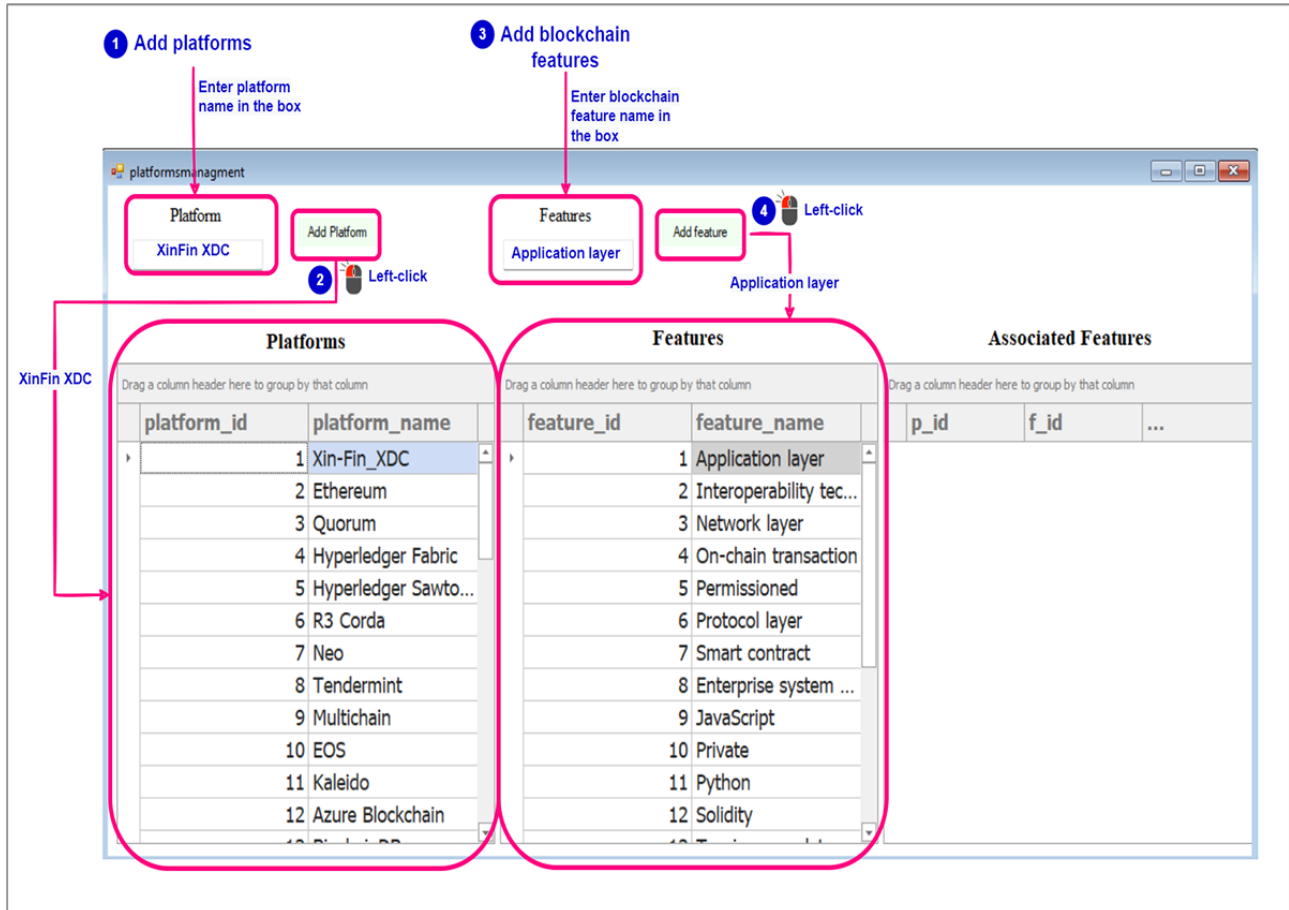 1 Add platforms
Enter platform
name in the box
3 Add blockchain
features
Enter blockchain
feature name in
the box
platformsmanagment
Platform
XinFin XDC
Add Platform
2 Left-click
Features
Application layer
Add feature
4 Left-click
Application layer
XinFin XDC
Platforms
Drag a column header here to group by that column
platform_id platform_name
1 Xin-Fin_XDC
2 Ethereum
3 Quorum
4 Hyperledger Fabric
5 Hyperledger Sawto...
6 R3 Corda
7 Neo
8 Tendermint
9 Multichain
10 EOS
11 Kaleido
12 Azure Blockchain
Features
Drag a column header here to group by that column
feature_id feature_name
1 Application layer
2 Interoperability tec...
3 Network layer
4 On-chain transaction
5 Permissioned
6 Protocol layer
7 Smart contract
8 Enterprise system ...
9 JavaScript
10 Private
11 Python
12 Solidity
Associated Features
Drag a column header here to group by that column
p_id f_id ...